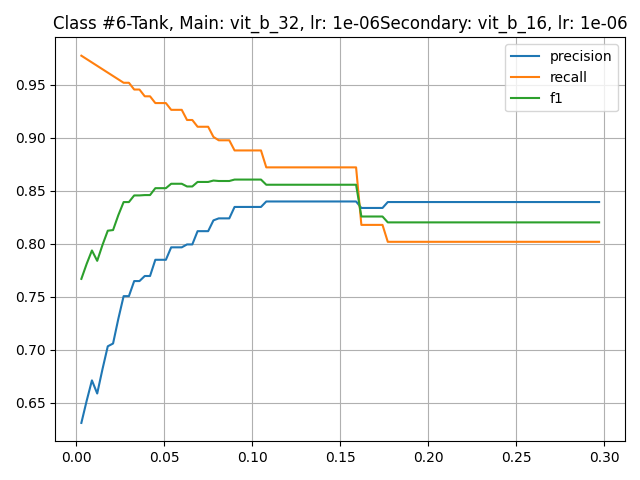 Class #6-Tank, Main: vit_b_32, lr: 1e-06Secondary: vit_b_16, lr: 1e-06
precision
recall
f1
0.95
0.90
0.85
0.80
0.75
0.70
0.65
0.00 0.05 0.10 0.15 0.20 0.25 0.30